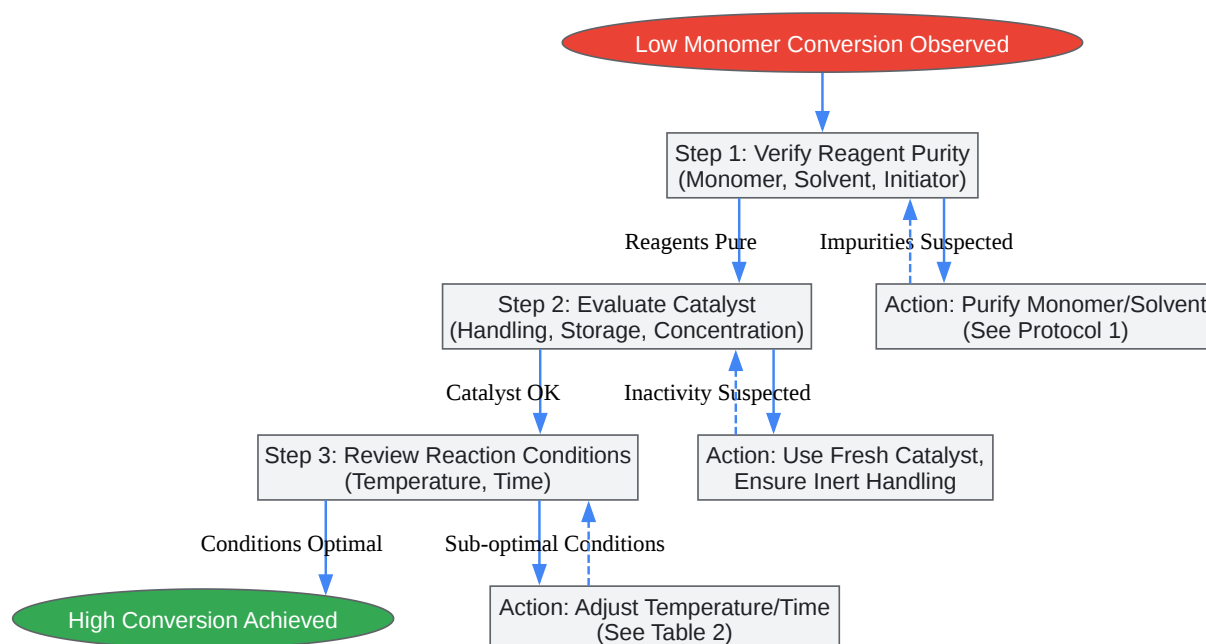 Low Monomer Conversion Observed
Step 1: Verify Reagent Purity
(Monomer, Solvent, Initiator)
Reagents Pure
Impurities Suspected
Step 2: Evaluate Catalyst
(Handling, Storage, Concentration)
Action: Purify Monomer/Solvent
(See Protocol 1)
Catalyst OK
Inactivity Suspected
Step 3: Review Reaction Conditions
(Temperature, Time)
Action: Use Fresh Catalyst,
Ensure Inert Handling
Conditions Optimal
Sub-optimal Conditions
High Conversion Achieved
Action: Adjust Temperature/Time
(See Table 2)